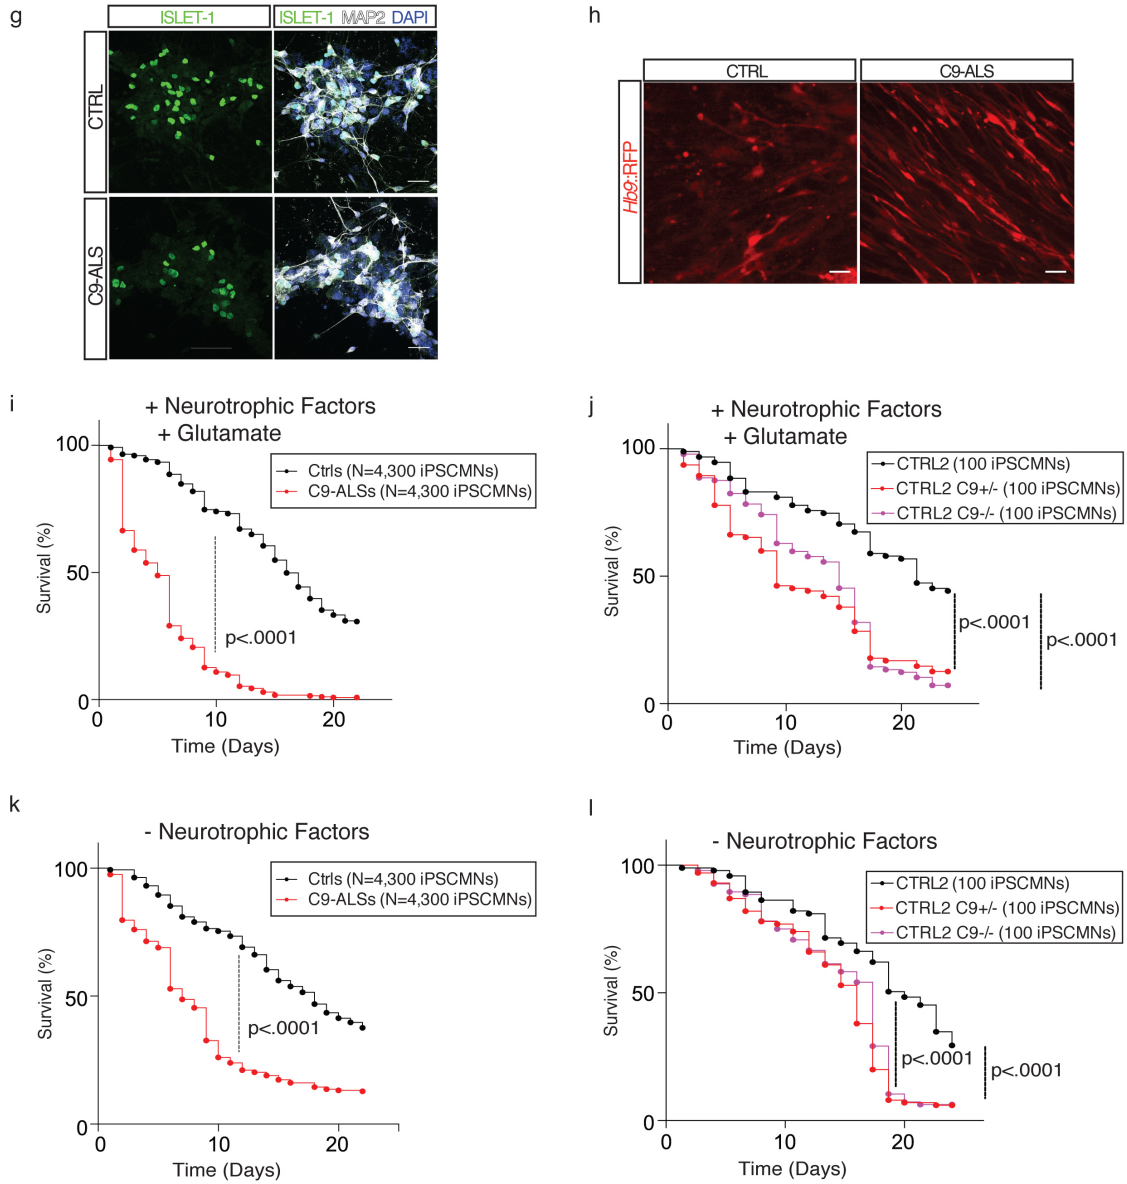 g
ISLET-1
ISLET-1 MAP2 DAPI
CTRL
C9-ALS
h
CTRL
C9-ALS
Hb9::RFP
i
+ Neurotrophic Factors
+ Glutamate
Ctrls (N=4,300 iPSCMNs)
C9-ALSs (N=4,300 iPSCMNs)
100
50
0
Survival (%)
p<.0001
0
10
20
Time (Days)
j
+ Neurotrophic Factors
+ Glutamate
CTRL2 (100 iPSCMNs)
CTRL2 C9+/- (100 iPSCMNs)
CTRL2 C9-/- (100 iPSCMNs)
100
50
0
Survival (%)
p<.0001
p<.0001
0
10
20
Time (Days)
k
- Neurotrophic Factors
Ctrls (N=4,300 iPSCMNs)
C9-ALSs (N=4,300 iPSCMNs)
100
50
0
Survival (%)
p<.0001
0
10
20
Time (Days)
l
- Neurotrophic Factors
CTRL2 (100 iPSCMNs)
CTRL2 C9+/- (100 iPSCMNs)
CTRL2 C9-/- (100 iPSCMNs)
100
50
0
Survival (%)
p<.0001
p<.0001
10
20
Time (Days)